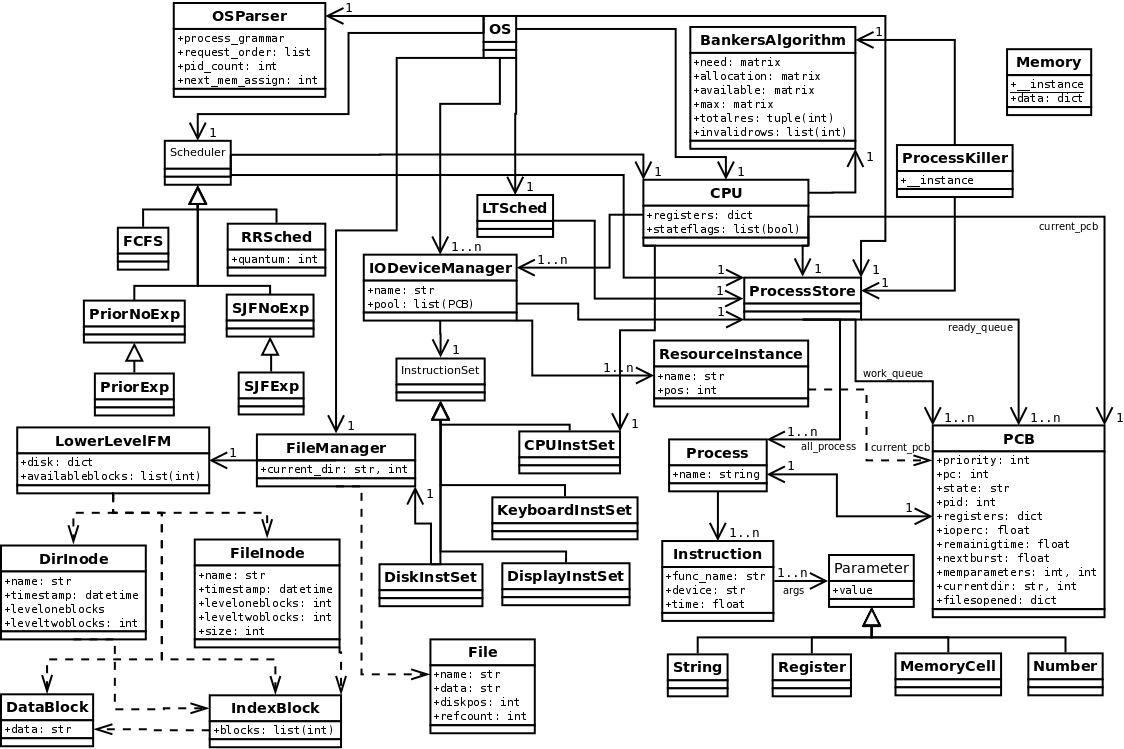 OSParser
+process_grammar
+request_order: list
+pid_count: int
+next_mem_assign: int
1
OS
BankersAlgorithm
+need: matrix
+allocation: matrix
+available: matrix
+max: matrix
+totalres: tuple(int)
+invalidrows: list(int)
1
Memory
+__instance
+data: dict
1
Scheduler
1
1
1
ProcessKiller
+__instance
1
CPU
+registers: dict
+stateflags: list(bool)
LTSched
1
current_pcb
FCFS
RRSched
+quantum: int
1..n
IODeviceManager
+name: str
+pool: list(PCB)
1..n
1
1
1
1
1
1
ProcessStore
PriorNoExp
SJFNoExp
ready_queue
1
InstructionSet
ResourceInstance
+name: str
+pos: int
1..n
work_queue
PriorExp
SJFExp
1
1
1..n
1..n
1
LowerLevelFM
+disk: dict
+availableblocks: list(int)
1
FileManager
+current_dir: str, int
CPUInstSet
1..n
all_process
current_pcb
Process
+name: string
1
1
PCB
+priority: int
+pc: int
+state: str
+pid: int
+registers: dict
+ioperc: float
+remainigtime: float
+nextburst: float
+memparameters: int, int
+currentdir: str, int
+filesopened: dict
1
KeyboardInstSet
1..n
DirInode
+name: str
+timestamp: datetime
+leveloneblocks
+leveltwoblocks: int
FileInode
+name: str
+timestamp: datetime
+leveloneblocks: int
+leveltwoblocks: int
+size: int
DiskInstSet
DisplayInstSet
Instruction
+func_name: str
+device: str
+time: float
1..n
args
Parameter
+value
File
+name: str
+data: str
+diskpos: int
+refcount: int
String
Register
MemoryCell
Number
DataBlock
+data: str
IndexBlock
+blocks: list(int)